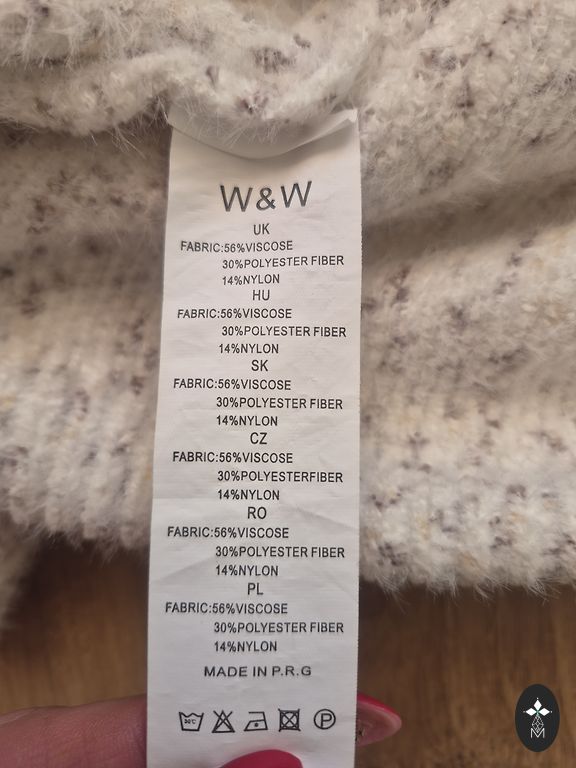 W&W
UK
FABRIC:56%VISCOSE
30%POLYESTER FIBER
14%NYLON
HU
FABRIC:56%VISCOSE
30%POLYESTER FIBER
14%NYLON
SK
FABRIC:56%VISCOSE
30%POLYESTER FIBER
14%NYLON
CZ
FABRIC:56%VISCOSE
30%POLYESTERFIBER
14%NYLON
RO
FABRIC:56%VISCOSE
30%POLYESTER FIBER
14%NYLON
PL
FABRIC:56%VISCOSE
30%POLYESTER FIBER
14%NYLON
MADE IN P.R.G
30°C P
M